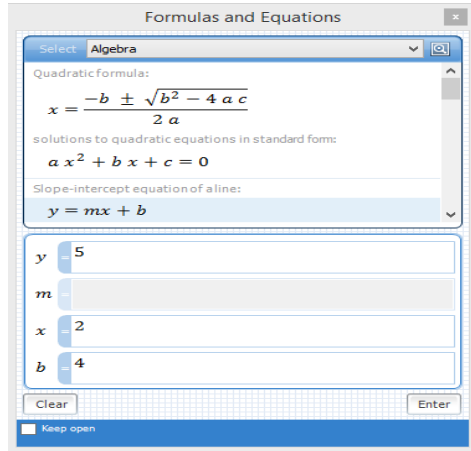 Formulas and Equations
x
Select Algebra
Quadratic formula:
x = (-b ± √(b² − 4 a c)) / (2 a)
solutions to quadratic equations in standard form:
a x² + b x + c = 0
Slope-intercept equation of a line:
y = mx + b
y = 5
m =
x = 2
b = 4
Clear Enter
Keep open